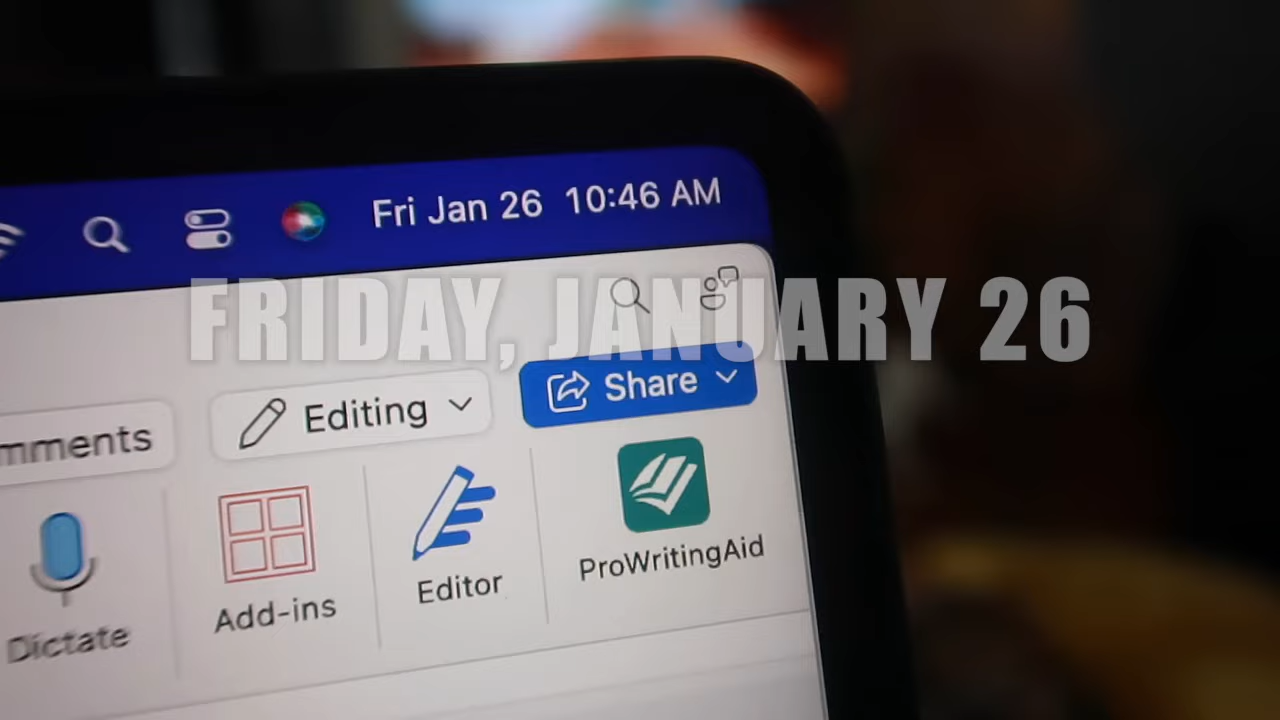 Fri Jan 26 10:46 AM
FRIDAY, JANUARY 26
Share
Editing
mments
ProWritingAid
Editor
Add-ins
Dictate